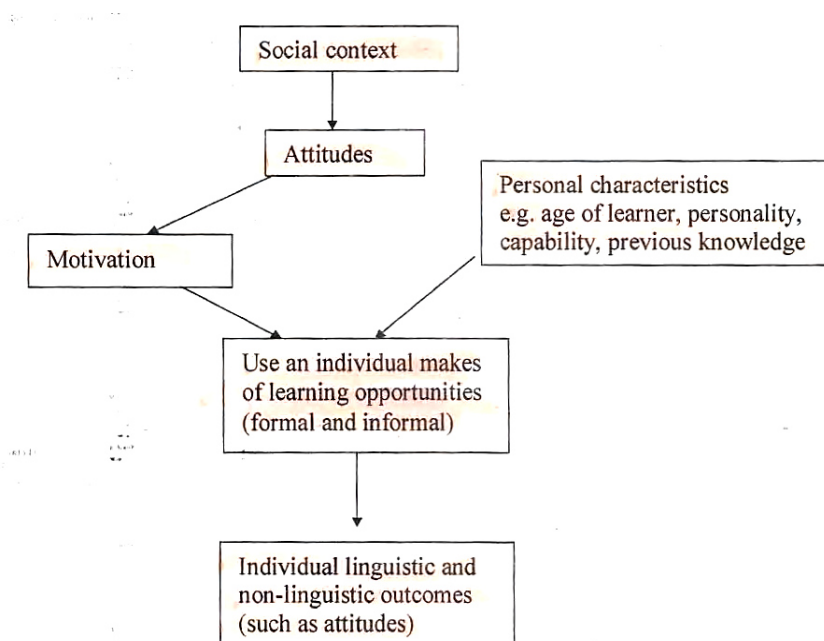 Social context
Attitudes
Personal characteristics
e.g. age of learner, personality,
capability, previous knowledge
Motivation
Use an individual makes
of learning opportunities
(formal and informal)
Individual linguistic and
non-linguistic outcomes
(such as attitudes)